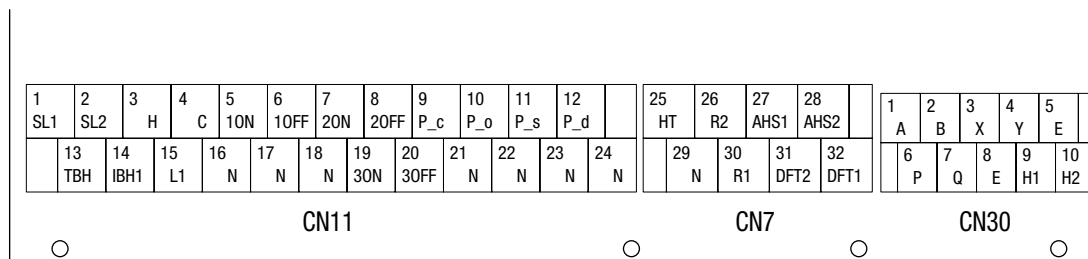 1 2 3 4 5 6 7 8 9 10 11 12
SL1 SL2 H C 1ON 1OFF 2ON 2OFF P_c P_o P_s P_d
13 14 15 16 17 18 19 20 21 22 23 24
TBH IBH1 L1 N N N 3ON 3OFF N N N N
CN11
25 26 27 28
HT R2 AHS1 AHS2
29 30 31 32
N R1 DFT2 DFT1
CN7
1 2 3 4 5
A B X Y E
6 7 8 9 10
P Q E H1 H2
CN30